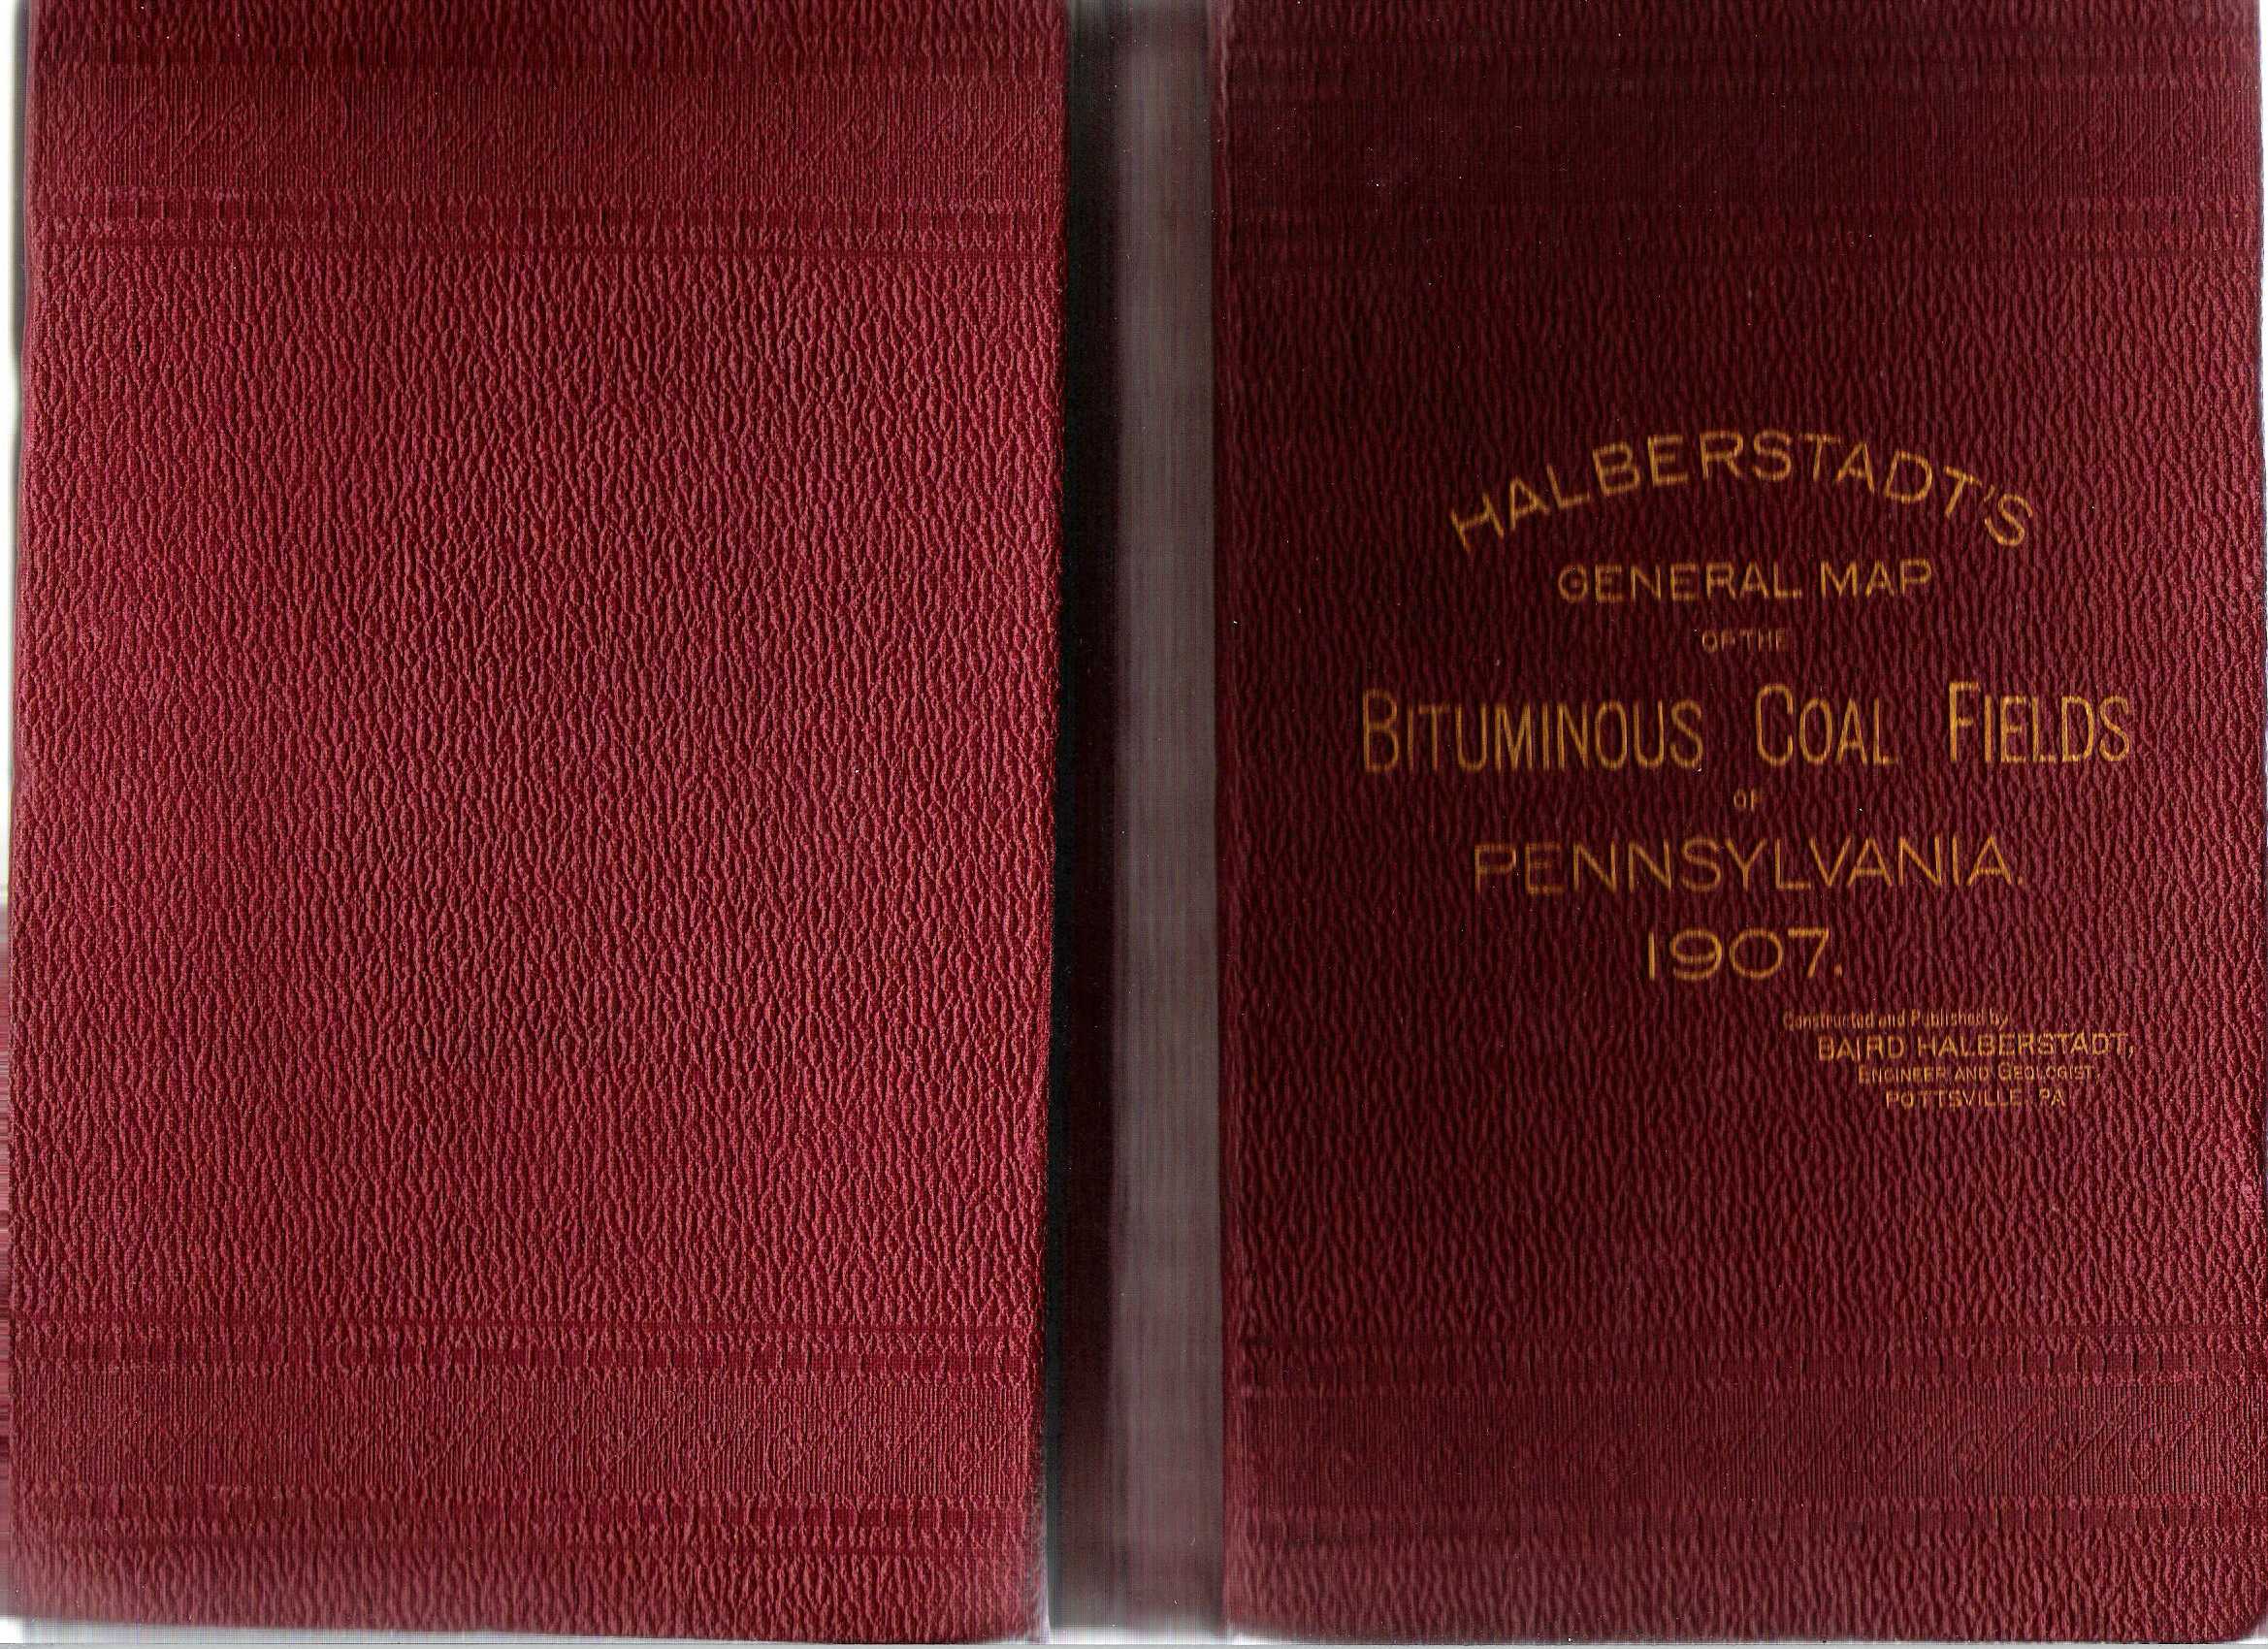 HALBERSTADT'S
GENERAL MAP
OF THE
BITUMINOUS COAL FIELDS
OF
PENNSYLVANIA.
1907.
Constructed and Published by
BAIRD HALBERSTADT,
ENGINEER AND GEOLOGIST,
POTTSVILLE, PA